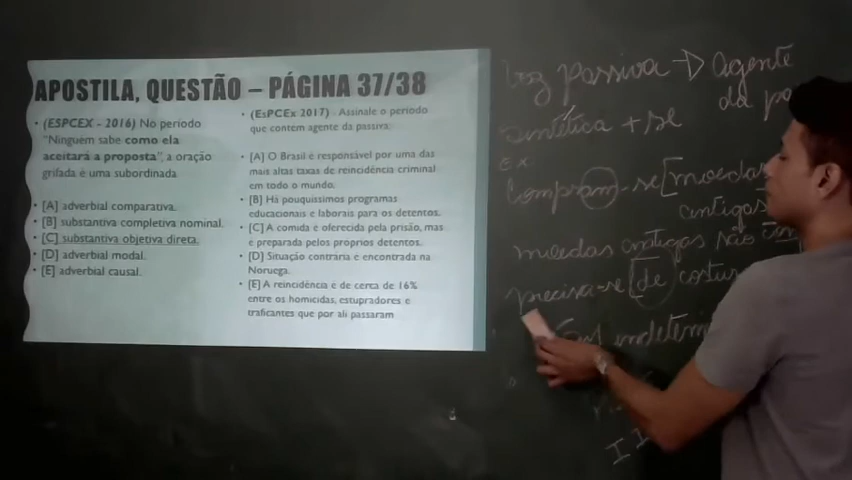 APOSTILA, QUESTÃO – PÁGINA 37/38
• (ESPCEX - 2016) No período
"Ninguem sabe como ela
aceitará a proposta", a oração
grifada é uma subordinada
[A] adverbial comparativa.
[B] substantiva completiva nominal.
[C] substantiva objetiva direta.
[D] adverbial modal.
[E] adverbial causal.
• (EsPCEx 2017) - Assinale o período
que contém agente da passiva:
• [A] O Brasil é responsável por uma das
mais altas taxas de reincidência criminal
em todo o mundo.
• [B] Há pouquíssimos programas
educacionais e laborais para os detentos.
• [C] A comida é oferecida pela prisão, mas
é preparada pelos próprios detentos.
• [D] Situação contrária é encontrada na
Noruega.
• [E] A reincidência é de cerca de 16%
entre os homicidas, estupradores e
traficantes que por ali passaram
Voz passiva → agente
da
sintética + se
Ex.
Compram-se [moedas
antigas
moedas antigas são
precisa-se [de
indeterm